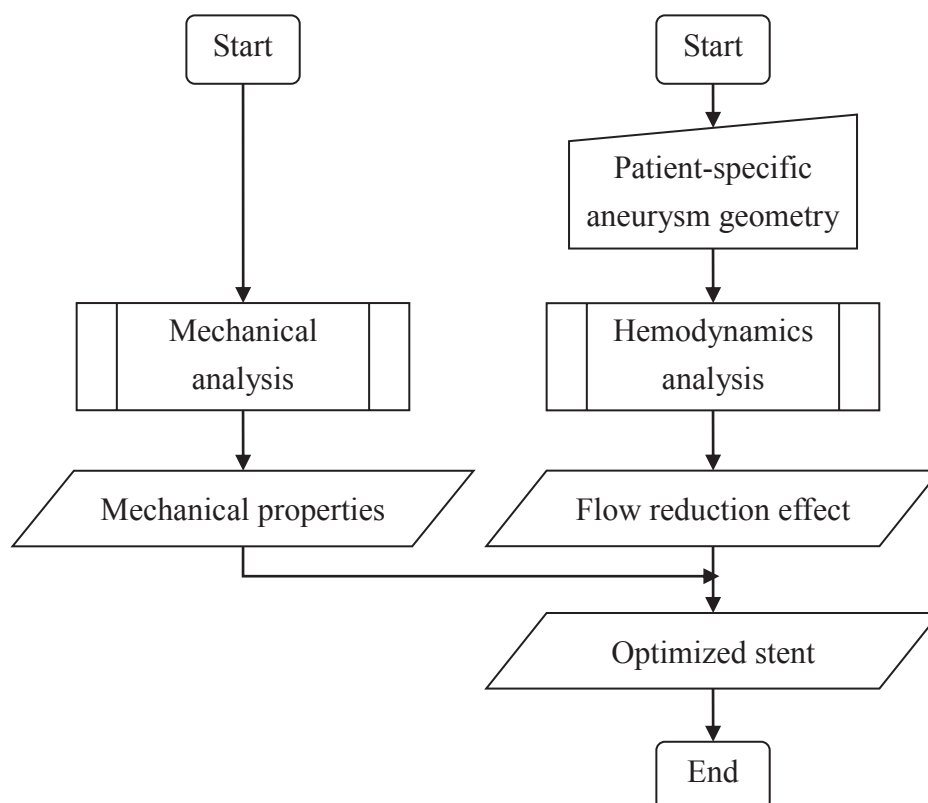 Start
Start
Patient-specific
aneurysm geometry
Mechanical
analysis
Hemodynamics
analysis
Mechanical properties
Flow reduction effect
Optimized stent
End